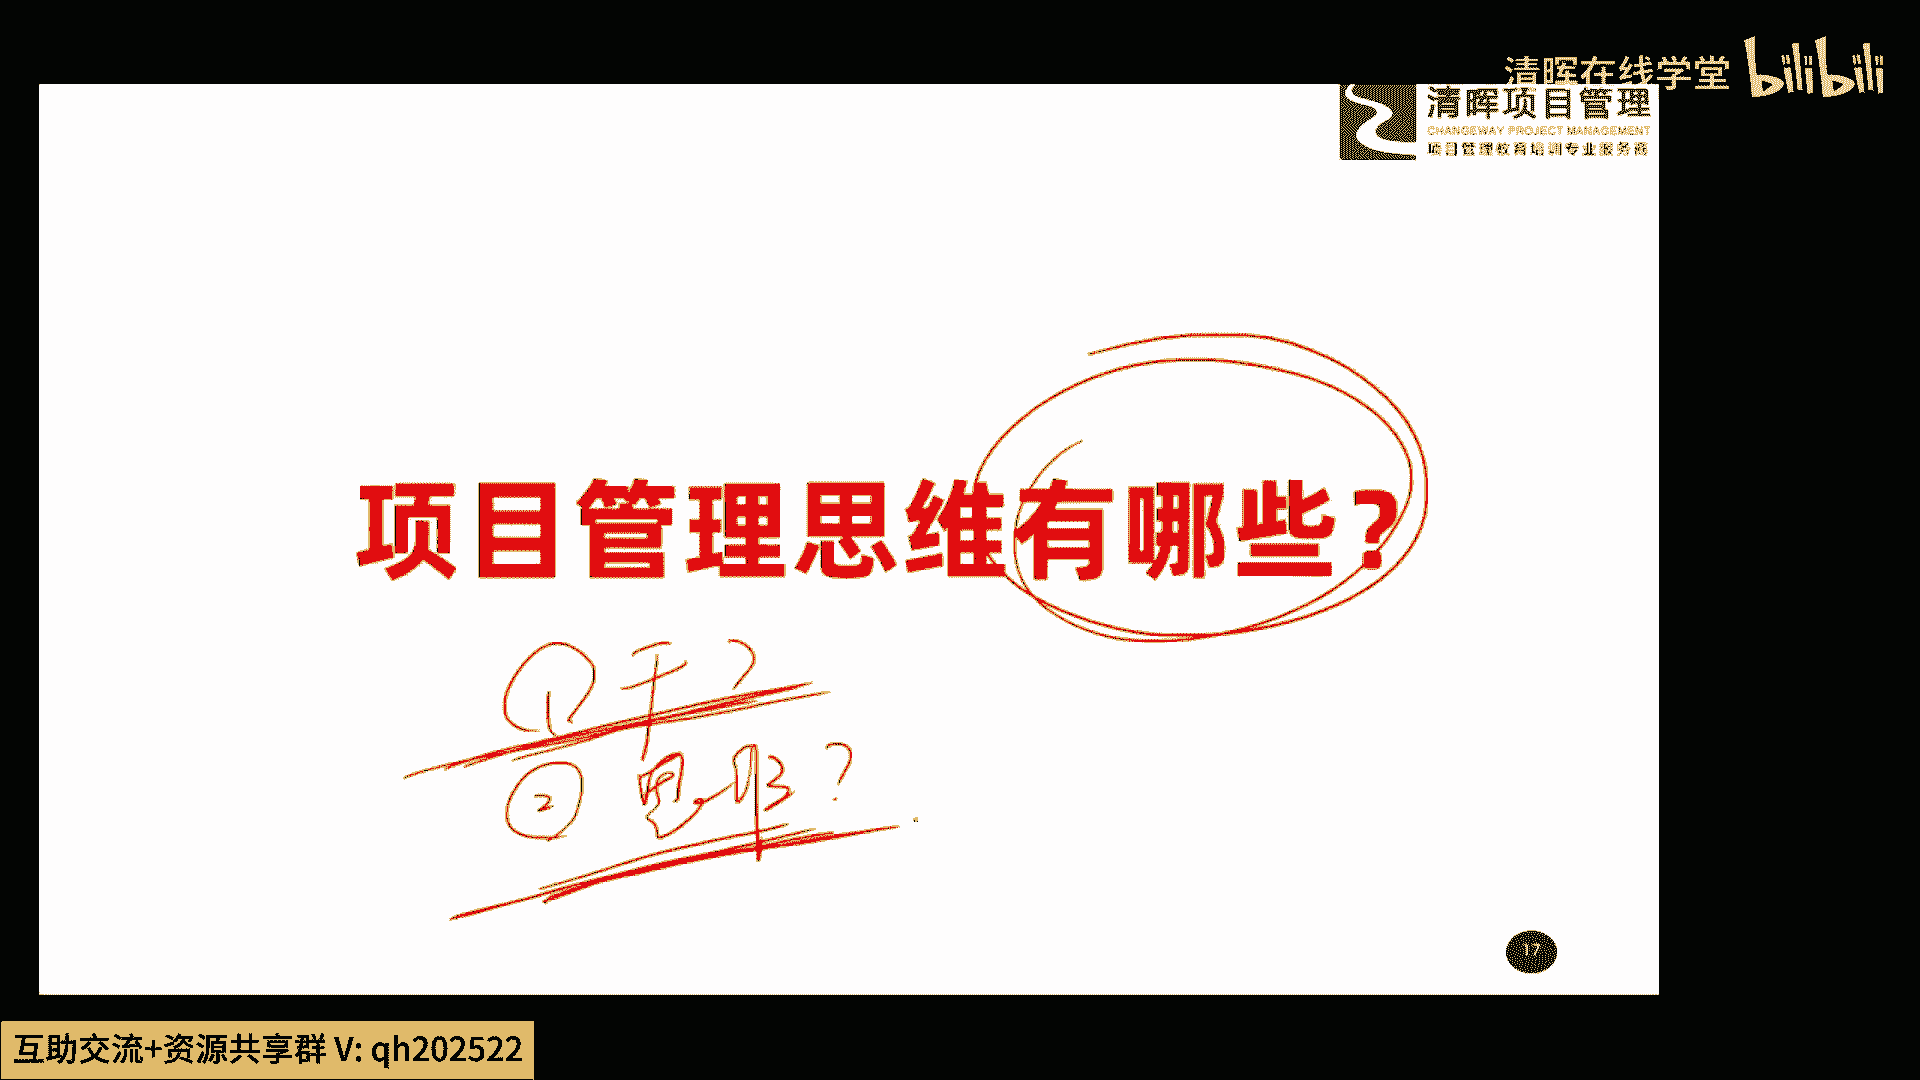 清晖在线学堂 bilibili
清晖项目管理
CHANGEWAY PROJECT MANAGEMENT
项目管理教育培训专业服务商
项目管理思维有哪些？
① 干?
② 思
17
互助交流+资源共享群 V: qh202522